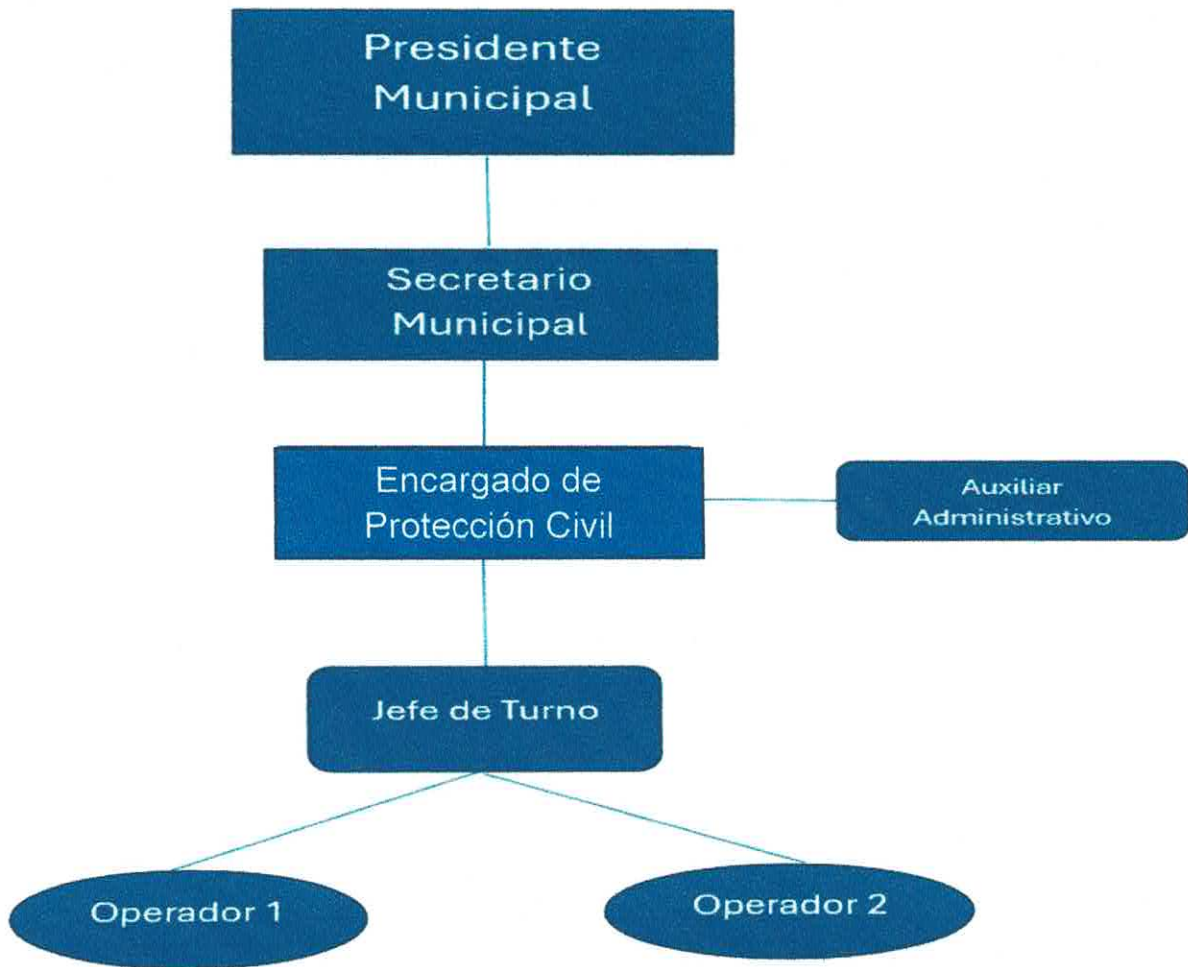 Presidente
Municipal
Secretario
Municipal
Encargado de
Protección Civil
Auxiliar
Administrativo
Jefe de Turno
Operador 1
Operador 2